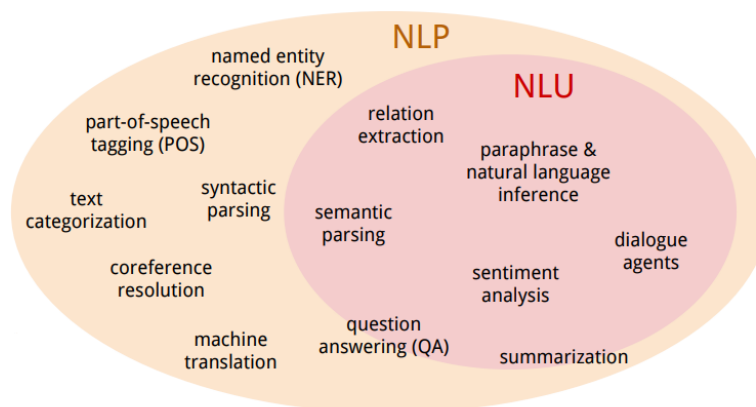 NLP
named entity
recognition (NER)
NLU
relation
extraction
part-of-speech
tagging (POS)
paraphrase &
natural language
inference
syntactic
parsing
text
categorization
semantic
parsing
dialogue
agents
coreference
resolution
sentiment
analysis
question
answering (QA)
machine
translation
summarization